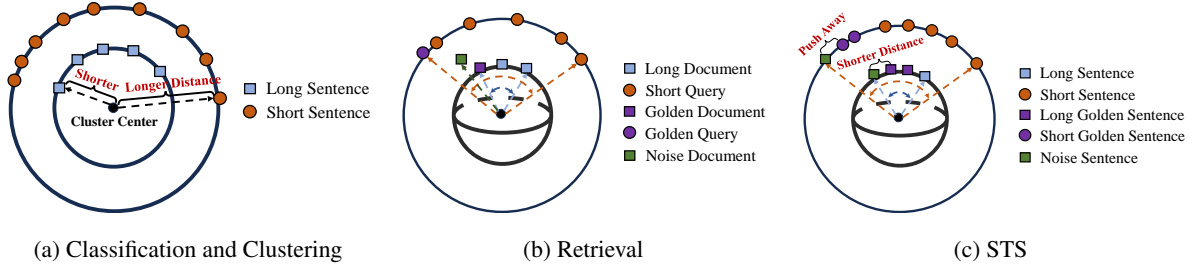 Shorter Longer Distance
Cluster Center
Long Sentence
Short Sentence
(a) Classification and Clustering
Long Document
Short Query
Golden Document
Golden Query
Noise Document
(b) Retrieval
Push Away
Shorter Distance
Long Sentence
Short Sentence
Long Golden Sentence
Short Golden Sentence
Noise Sentence
(c) STS